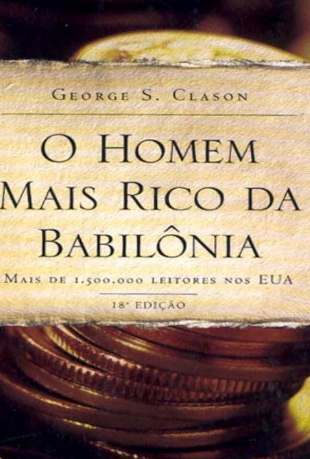 GEORGE S. CLASON
O HOMEM
MAIS RICO DA
BABILÔNIA
MAIS DE 1.500.000 LEITORES NOS EUA
18ª EDIÇÃO